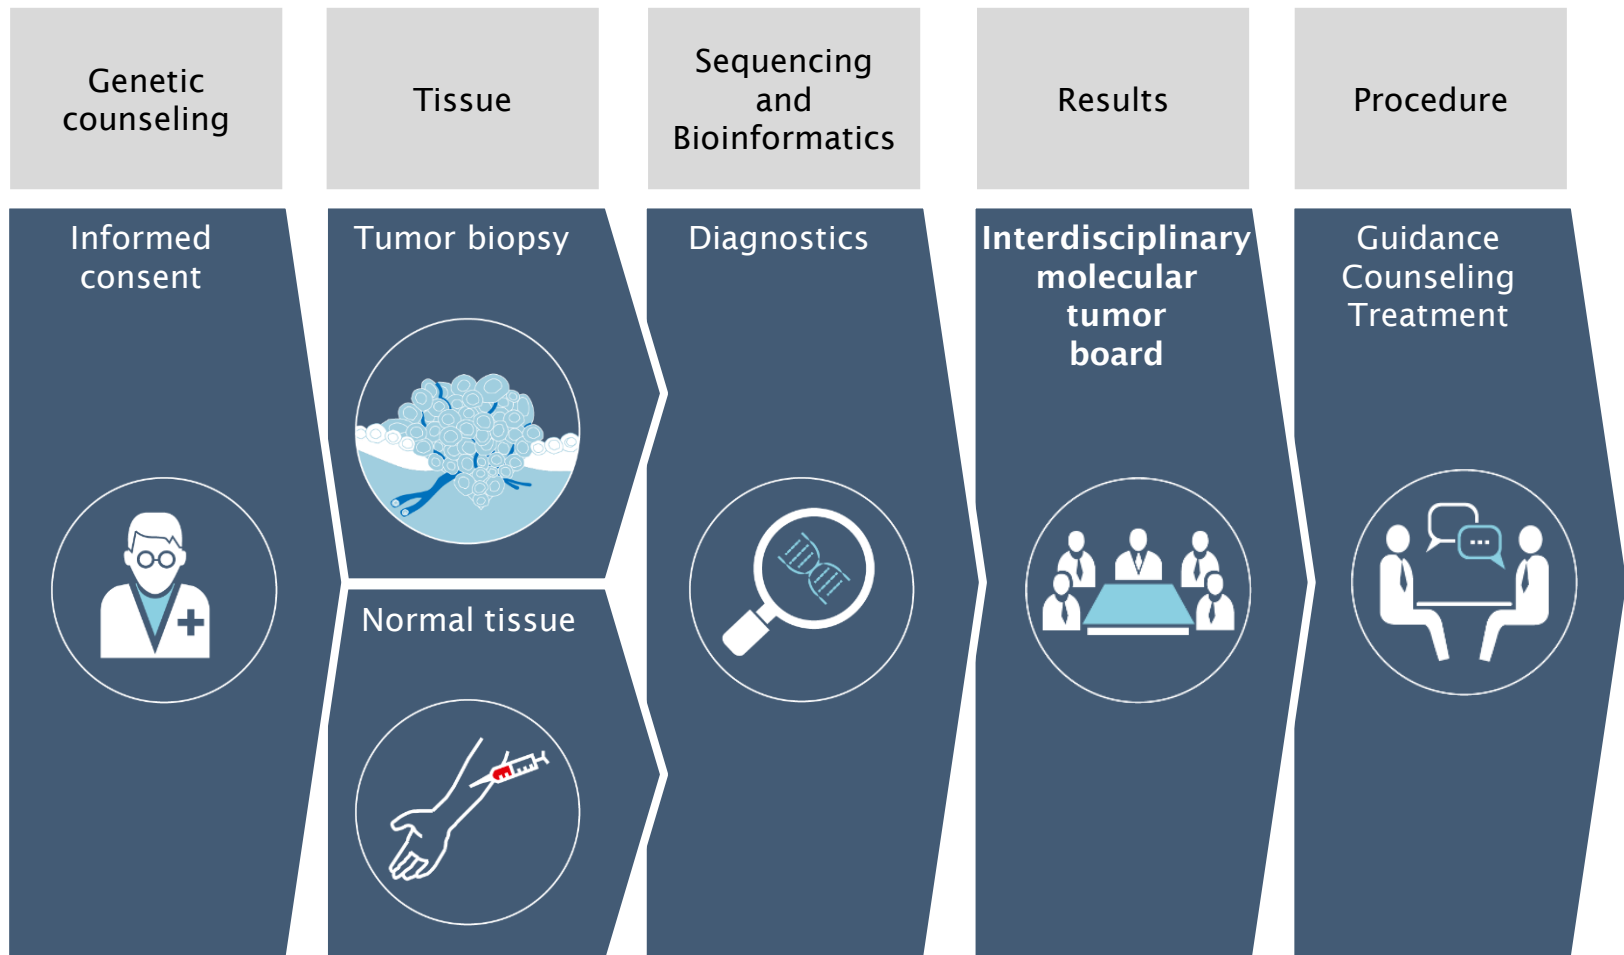 Genetic
counseling
Tissue
Sequencing
and
Bioinformatics
Results
Procedure
Informed
consent
Tumor biopsy
Normal tissue
Diagnostics
Interdisciplinary
molecular
tumor
board
Guidance
Counseling
Treatment